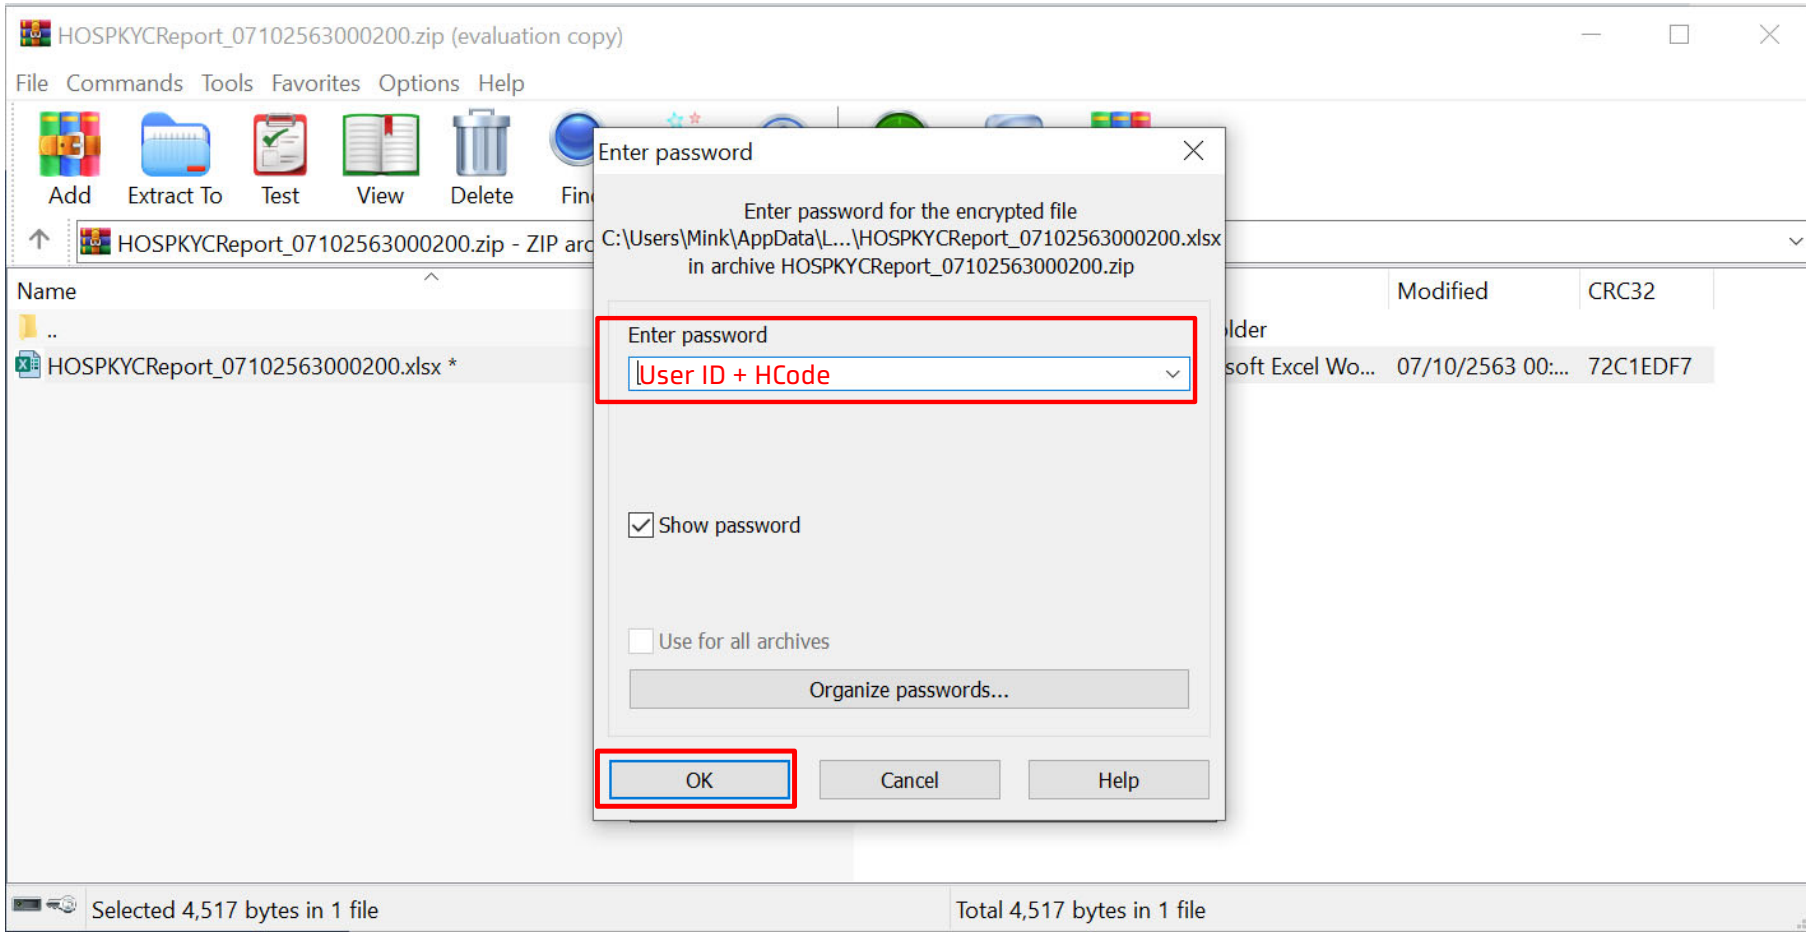 HOSPKYCReport_07102563000200.zip (evaluation copy)
File Commands Tools Favorites Options Help
Add Extract To Test View Delete
HOSPKYCReport_07102563000200.zip - ZIP arc
Enter password
Enter password for the encrypted file
C:\Users\Mink\AppData\L...\HOSPKYCReport_07102563000200.xlsx
in archive HOSPKYCReport_07102563000200.zip
Name Modified CRC32
..
HOSPKYCReport_07102563000200.xlsx * soft Excel Wo... 07/10/2563 00:... 72C1EDF7
Enter password
User ID + HCode
Show password
Use for all archives
Organize passwords...
OK Cancel Help
Selected 4,517 bytes in 1 file Total 4,517 bytes in 1 file